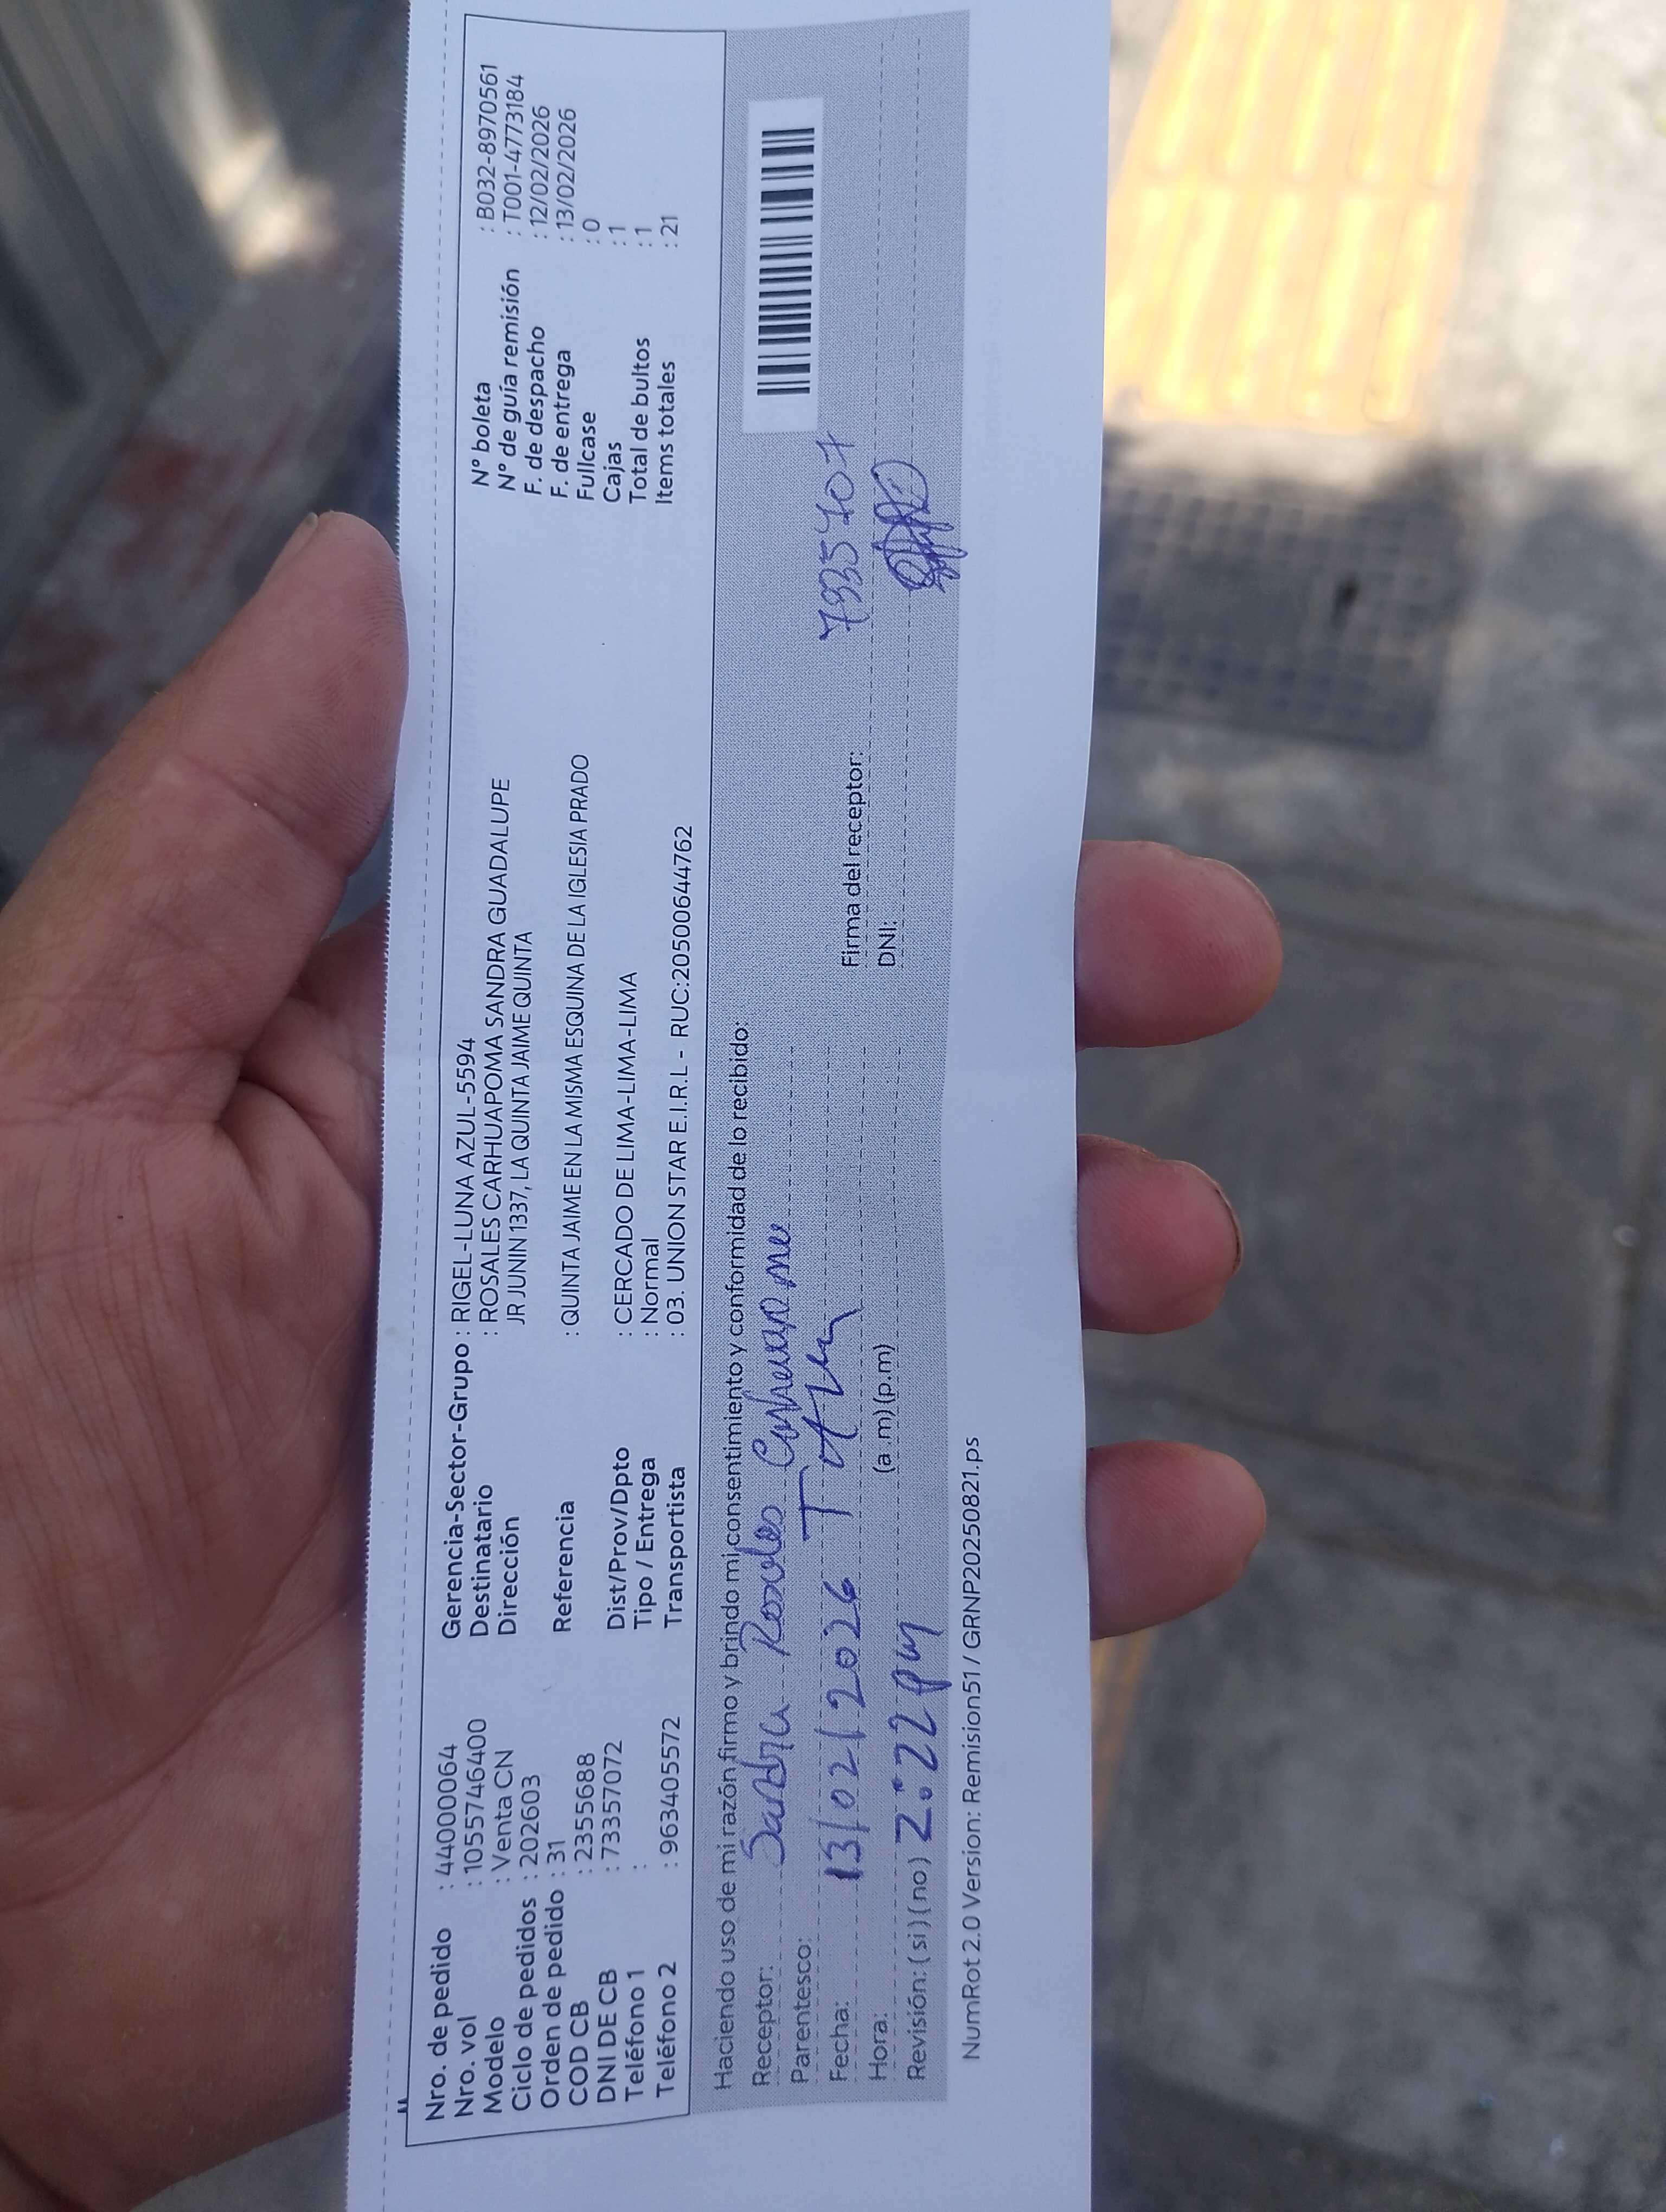 Nro. de pedido : 44000064
Nro. vol : 105574 6400
Modelo : Venta CN
Ciclo de pedidos : 202603
Orden de pedido : 31
COD CB : 2355688
DNI DE CB : 73357072
Teléfono 1 :
Teléfono 2 : 963405572
Gerencia-Sector-Grupo : RIGEL-LUNA AZUL-5594
Destinatario : ROSALES CARHUAPOMA SANDRA GUADALUPE
Dirección JR JUNIN 1337, LA QUINTA JAIME QUINTA
Referencia : QUINTA JAIME EN LA MISMA ESQUINA DE LA IGLESIA PRADO
Dist/Prov/Dpto : CERCADO DE LIMA-LIMA-LIMA
Tipo / Entrega : Normal
Transportista : 03. UNION STAR E.I.R.L - RUC:20500644762
N° boleta : B032-8970561
N° de guía remisión : T001-4773184
F. de despacho : 12/02/2026
F. de entrega : 13/02/2026
Fullcase : 0
Cajas : 1
Total de bultos : 1
Items totales : 21
Haciendo uso de mi razón firmo y brindo mi consentimiento y conformidad de lo recibido:
Receptor: Sandra Rosales
Parentesco:
Fecha: 13/02/2026
Hora: 2:22 pm (a .m) (p.m)
Revisión: ( si ) ( no )
Firma del receptor:
DNI:
NumRot 2.0 Version: Remision51 / GRNP20250821.ps